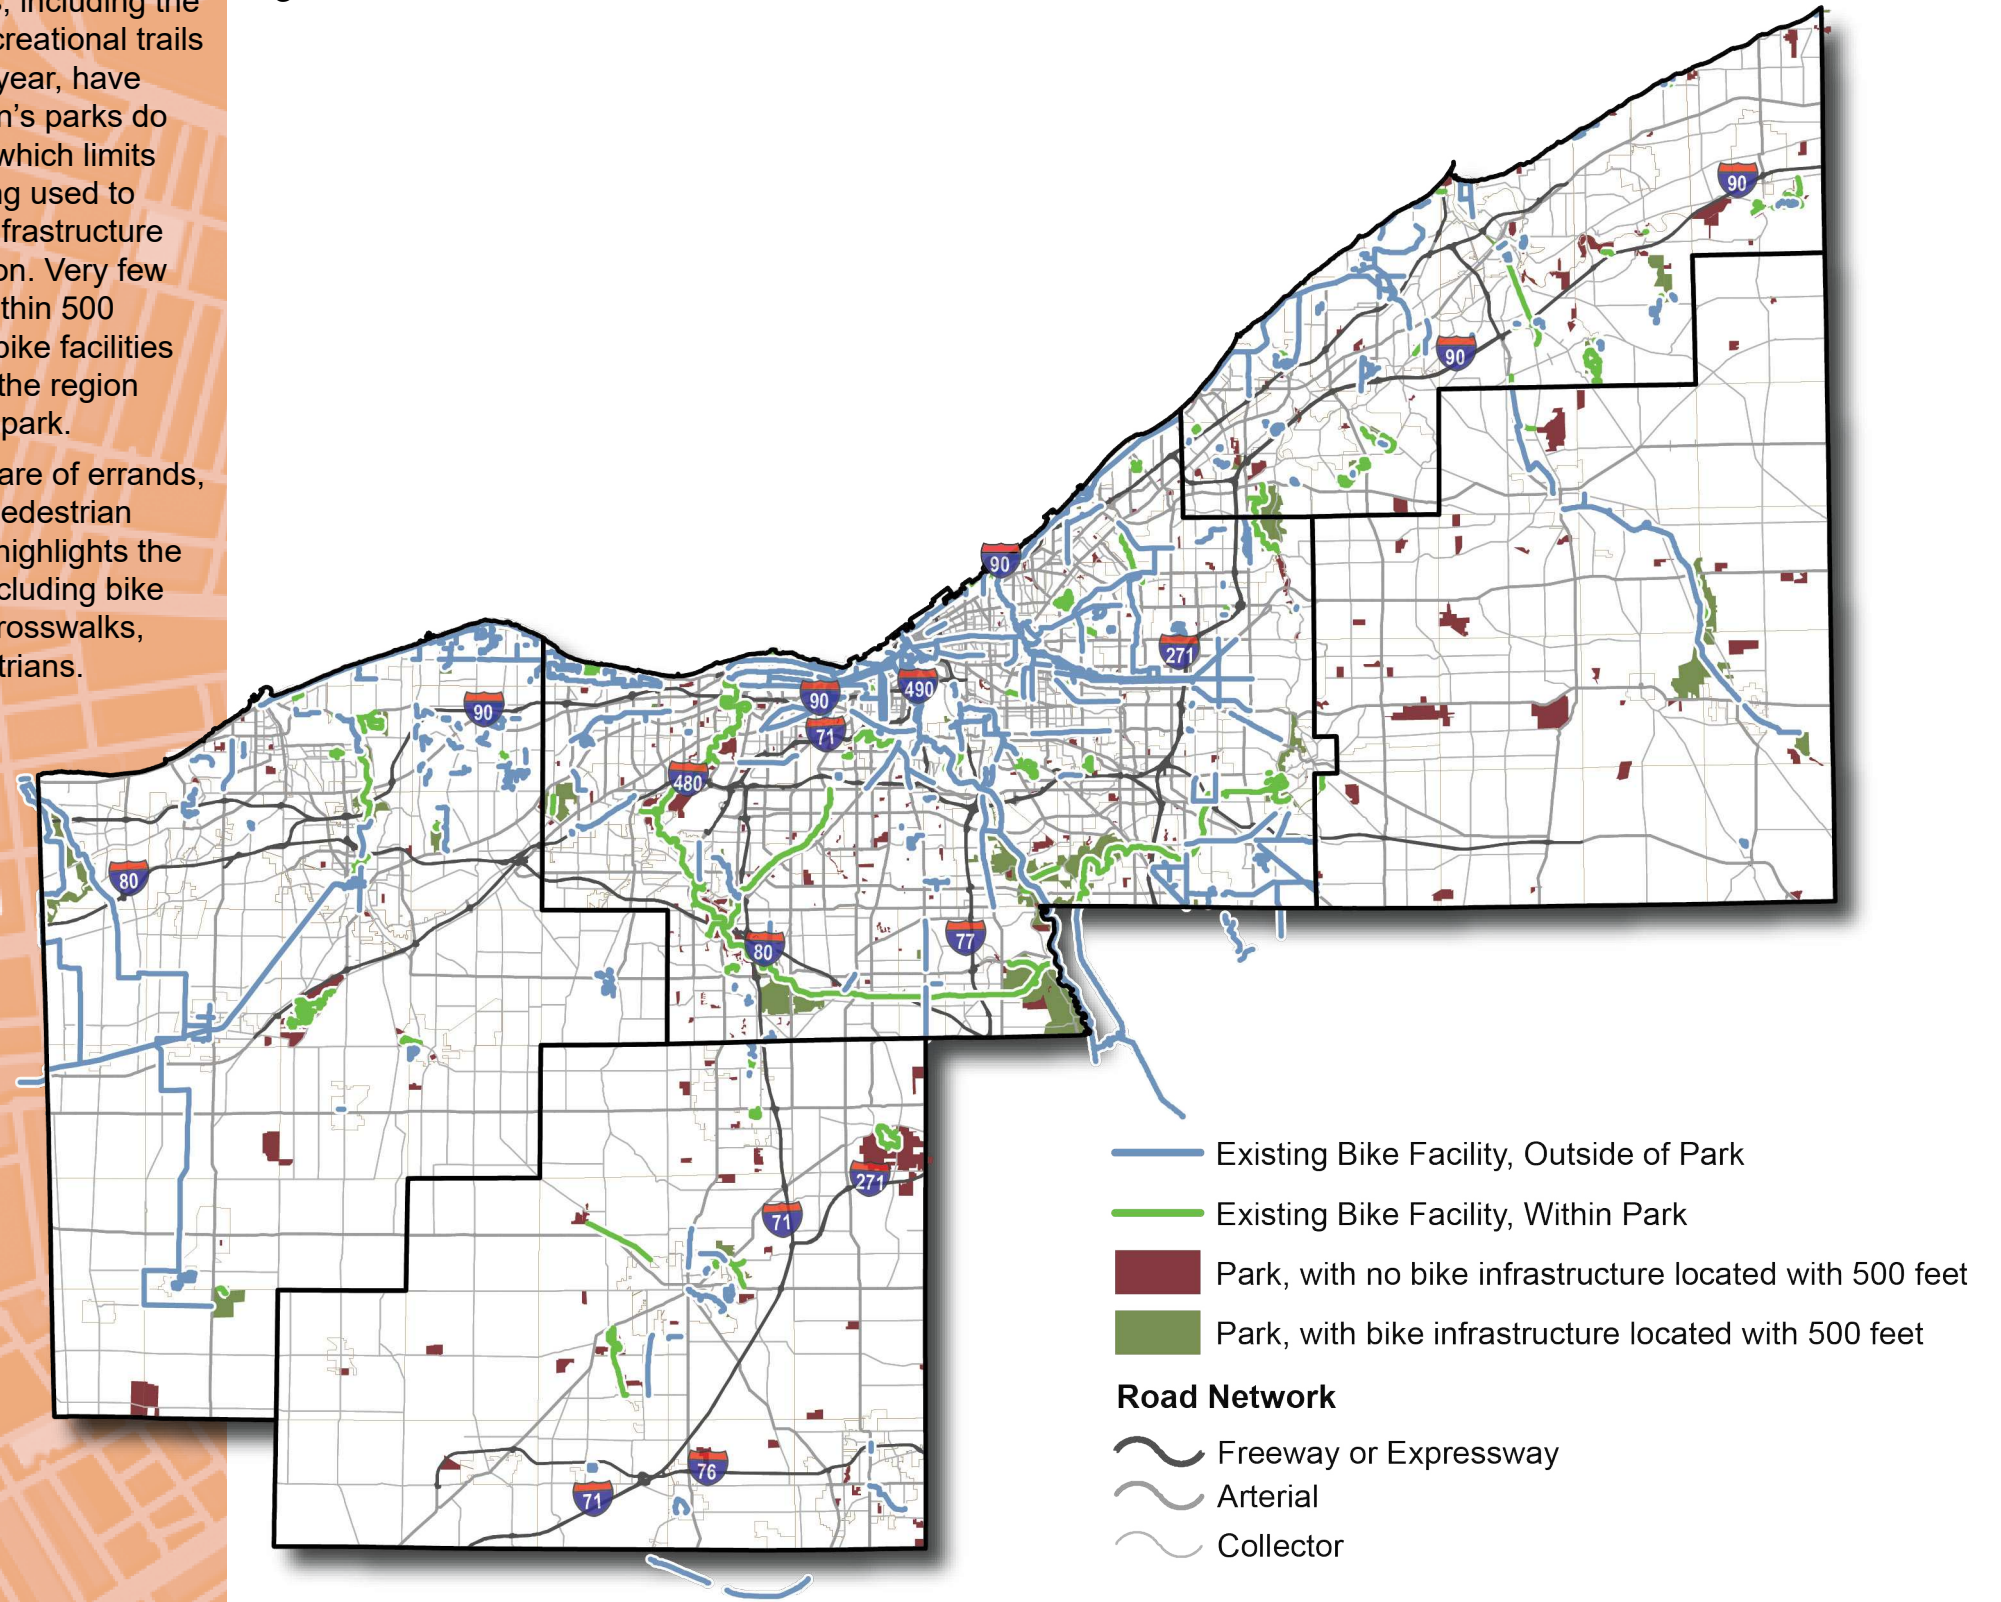 including the
creational trails
year, have
n’s parks do
which limits
ng used to
frastructure
on. Very few
thin 500
bike facilities
the region
park.
are of errands,
edestrian
highlights the
cluding bike
rosswalks,
trians.
90
90
90
271
490
90
90
71
480
80
80
77
271
71
76
71
Existing Bike Facility, Outside of Park
Existing Bike Facility, Within Park
Park, with no bike infrastructure located with 500 feet
Park, with bike infrastructure located with 500 feet
Road Network
Freeway or Expressway
Arterial
Collector